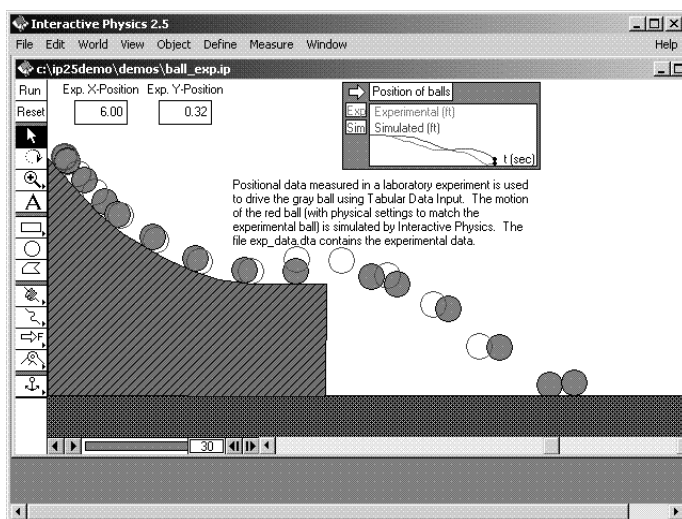 Interactive Physics 2.5
File Edit World View Object Define Measure Window Help
c:\ip25demo\demos\ball_exp.ip
Run Exp. X-Position Exp. Y-Position
Reset 6.00 0.32
Position of balls
Exp Experimental (ft)
Sim Simulated (ft)
t (sec)
Positional data measured in a laboratory experiment is used
to drive the gray ball using Tabular Data Input. The motion
of the red ball (with physical settings to match the
experimental ball) is simulated by Interactive Physics. The
file exp_data.dta contains the experimental data.
A
F
30